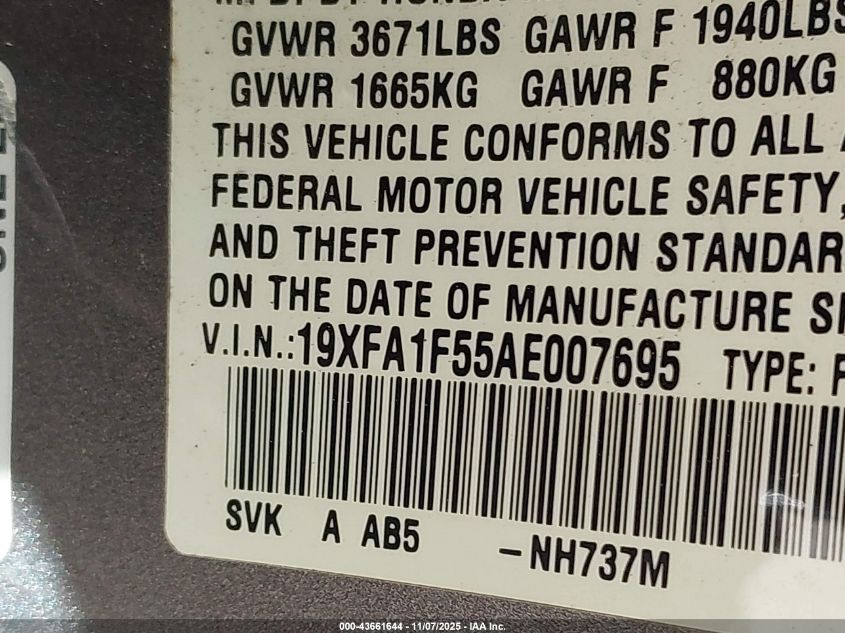 GVWR 3671LBS GAWR F 1940LBS
GVWR 1665KG GAWR F 880KG
THIS VEHICLE CONFORMS TO ALL
FEDERAL MOTOR VEHICLE SAFETY,
AND THEFT PREVENTION STANDAR
ON THE DATE OF MANUFACTURE
V.I.N.:19XFA1F55AE007695 TYPE: P
SVK A AB5 -NH737M
000-43661644 - 11/07/2025 - IAA Inc.